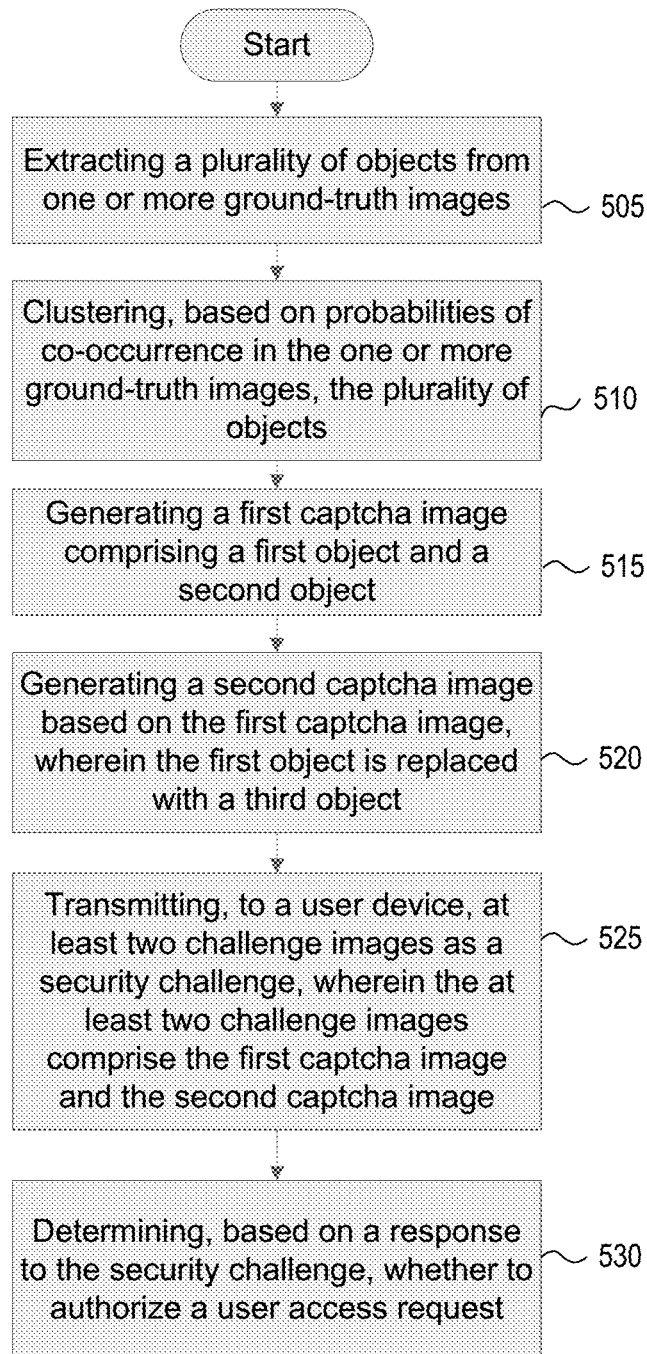 Start
Extracting a plurality of objects from
one or more ground-truth images
505
Clustering, based on probabilities of
co-occurrence in the one or more
ground-truth images, the plurality of
objects
510
Generating a first captcha image
comprising a first object and a
second object
515
Generating a second captcha image
based on the first captcha image,
wherein the first object is replaced
with a third object
520
Transmitting, to a user device, at
least two challenge images as a
security challenge, wherein the at
least two challenge images
comprise the first captcha image
and the second captcha image
525
Determining, based on a response
to the security challenge, whether to
authorize a user access request
530